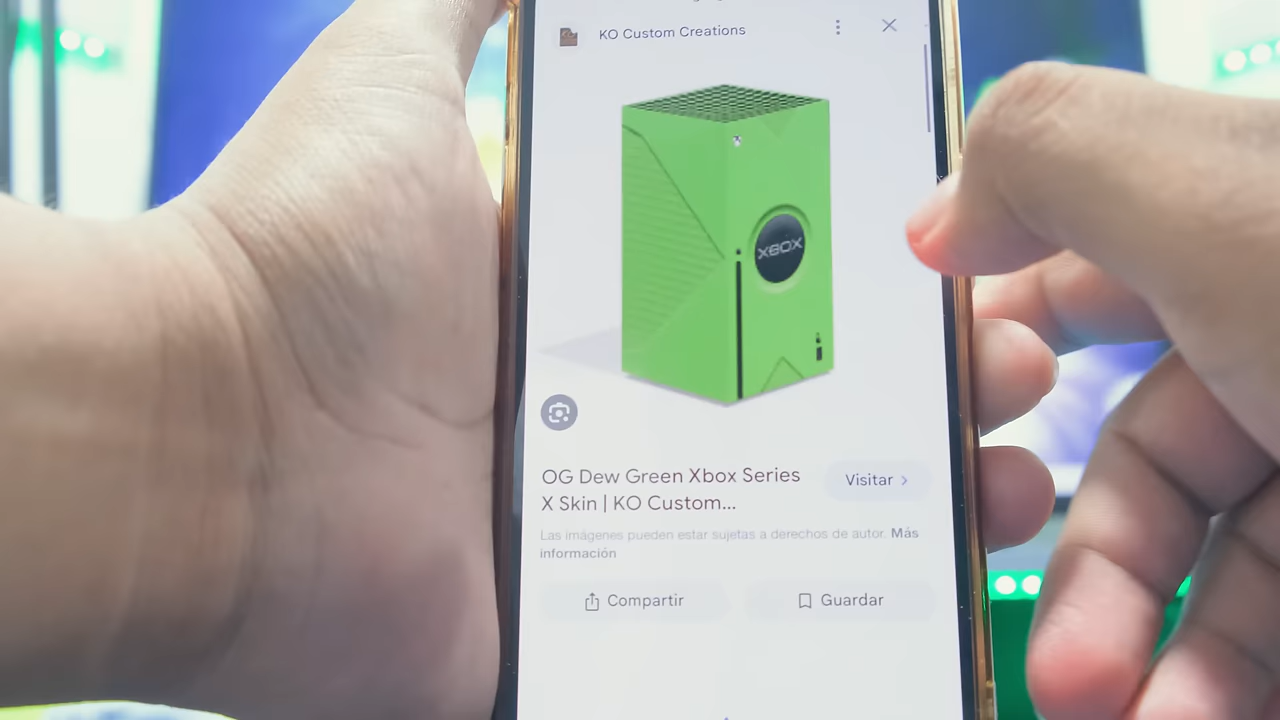 KO Custom Creations
XBOX
OG Dew Green Xbox Series
X Skin | KO Custom...
Visitar
Las imágenes pueden estar sujetas a derechos de autor. Más
información
Compartir
Guardar